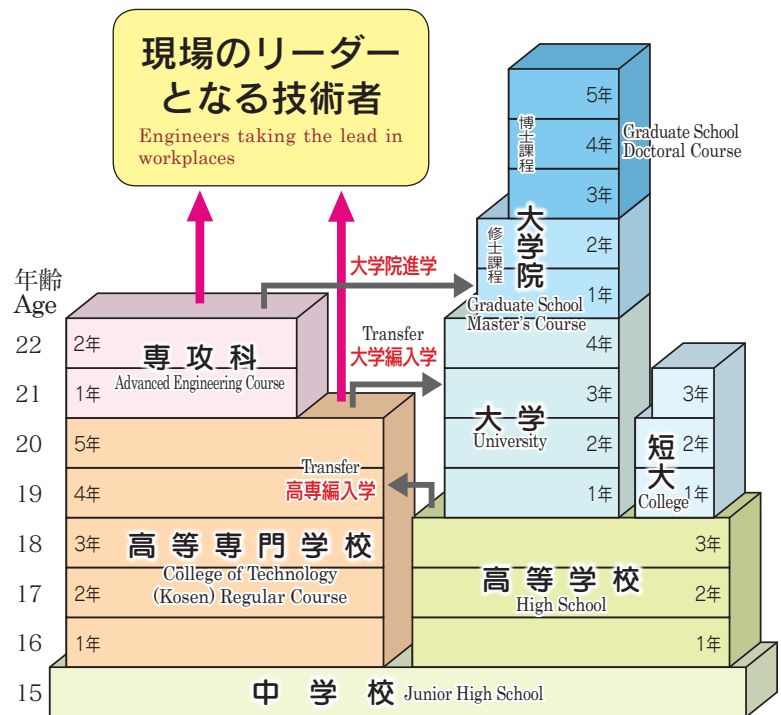 現場のリーダー
となる技術者
Engineers taking the lead in
workplaces
5年
4年
3年
博士課程
Graduate School
Doctoral Course
大学院
修士課程
2年
1年
Graduate School
Master's Course
大学院進学
年齢
Age
22
21
20
19
18
17
16
15
2年
専攻科
Advanced Engineering Course
1年
Transfer
大学編入学
4年
3年
大学
University
2年
1年
3年
2年
短大
College
1年
5年
4年
Transfer
高専編入学
3年
高等専門学校
College of Technology
(Kosen) Regular Course
2年
1年
3年
高等学校
High School
2年
1年
中学校 Junior High School